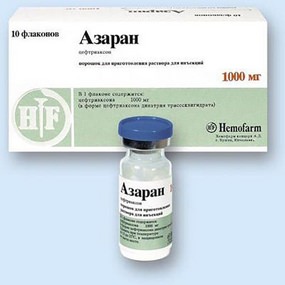 10 флаконов
Азаран
цефтриаксон
порошок для приготовления раствора для инъекций
1000 мг
В 1 флаконе содержится:
цефтриаксона 1000 мг
(в форме цефтриаксона динатрия трисесквигидрата)
HF
Hemofarm
Азаран
цефтриаксон
порошок для приготовления
раствора для инъекций